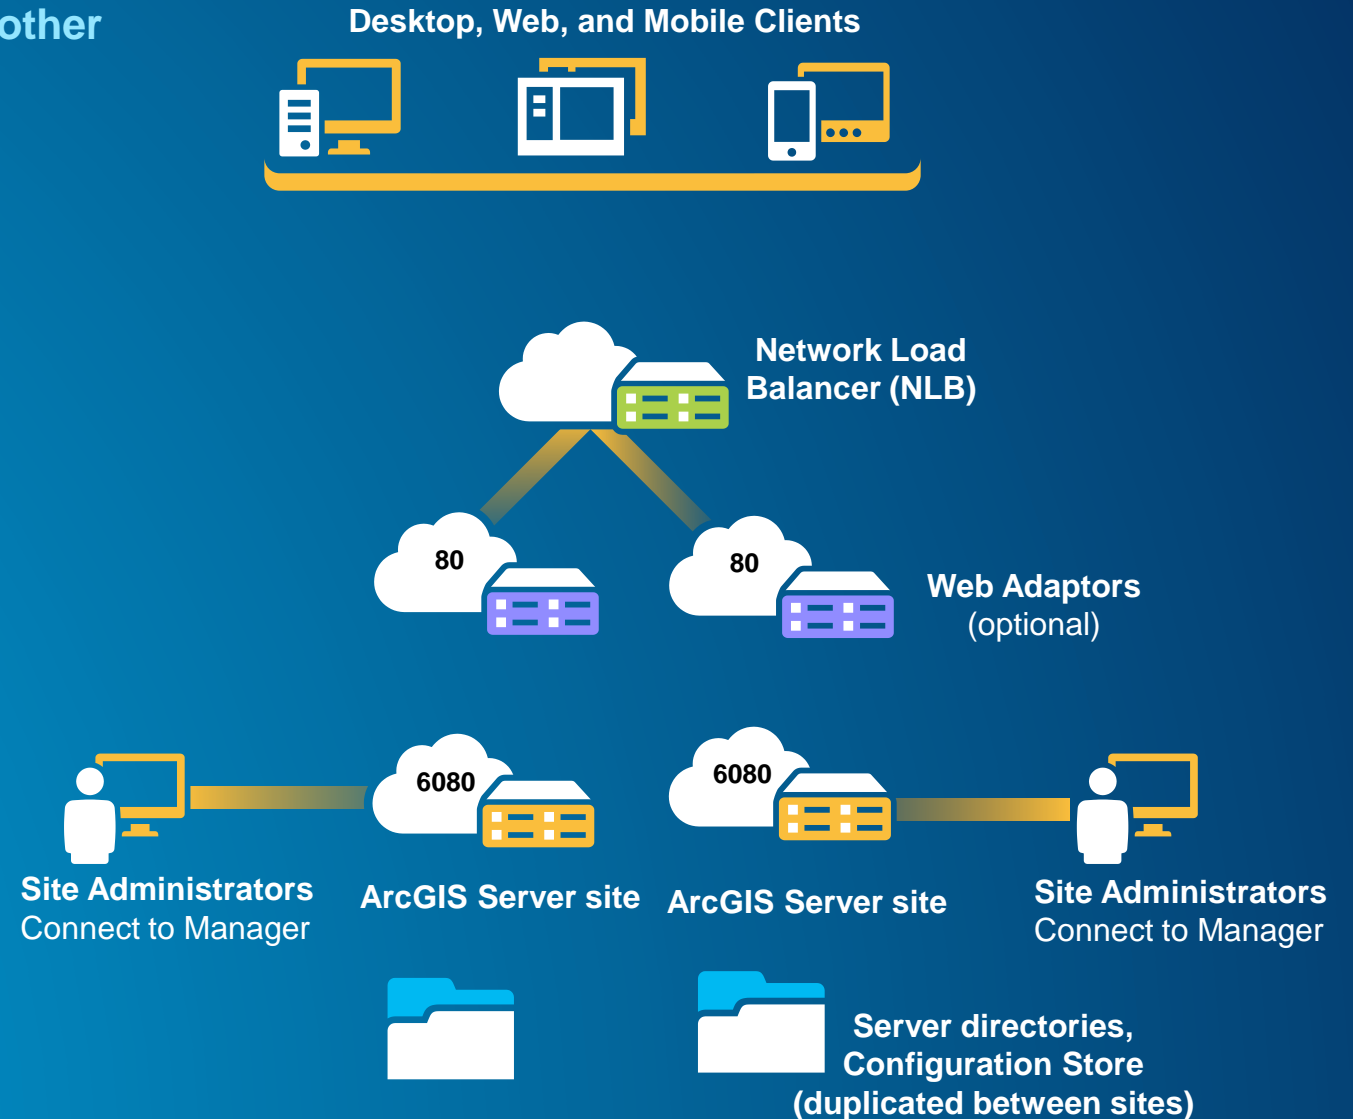 other
Desktop, Web, and Mobile Clients
Network Load
Balancer (NLB)
80
80
Web Adaptors
(optional)
6080
6080
Site Administrators
Connect to Manager
ArcGIS Server site
ArcGIS Server site
Site Administrators
Connect to Manager
Server directories,
Configuration Store
(duplicated between sites)